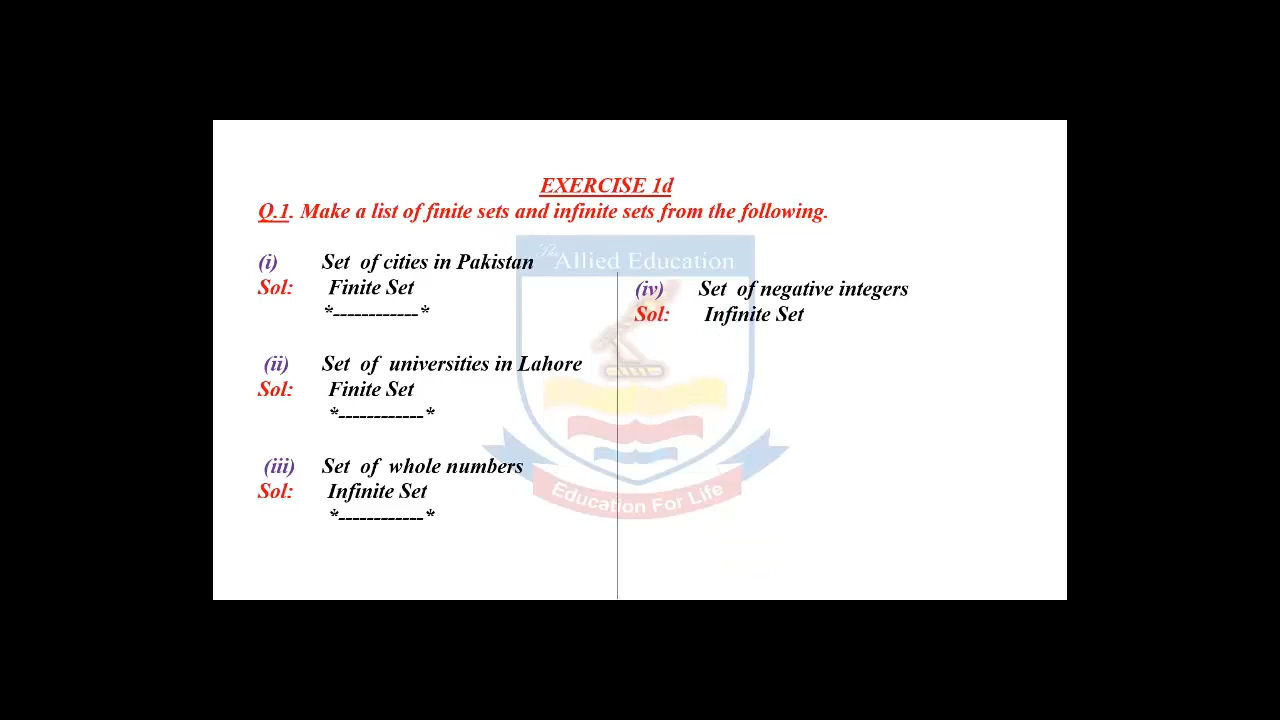 EXERCISE 1d
Q.1. Make a list of finite sets and infinite sets from the following.
The Allied Education
(i) Set of cities in Pakistan
Sol: Finite Set
*------------*
(ii) Set of universities in Lahore
Sol: Finite Set
*------------*
(iii) Set of whole numbers
Sol: Infinite Set
*------------*
(iv) Set of negative integers
Sol: Infinite Set
Education For Life